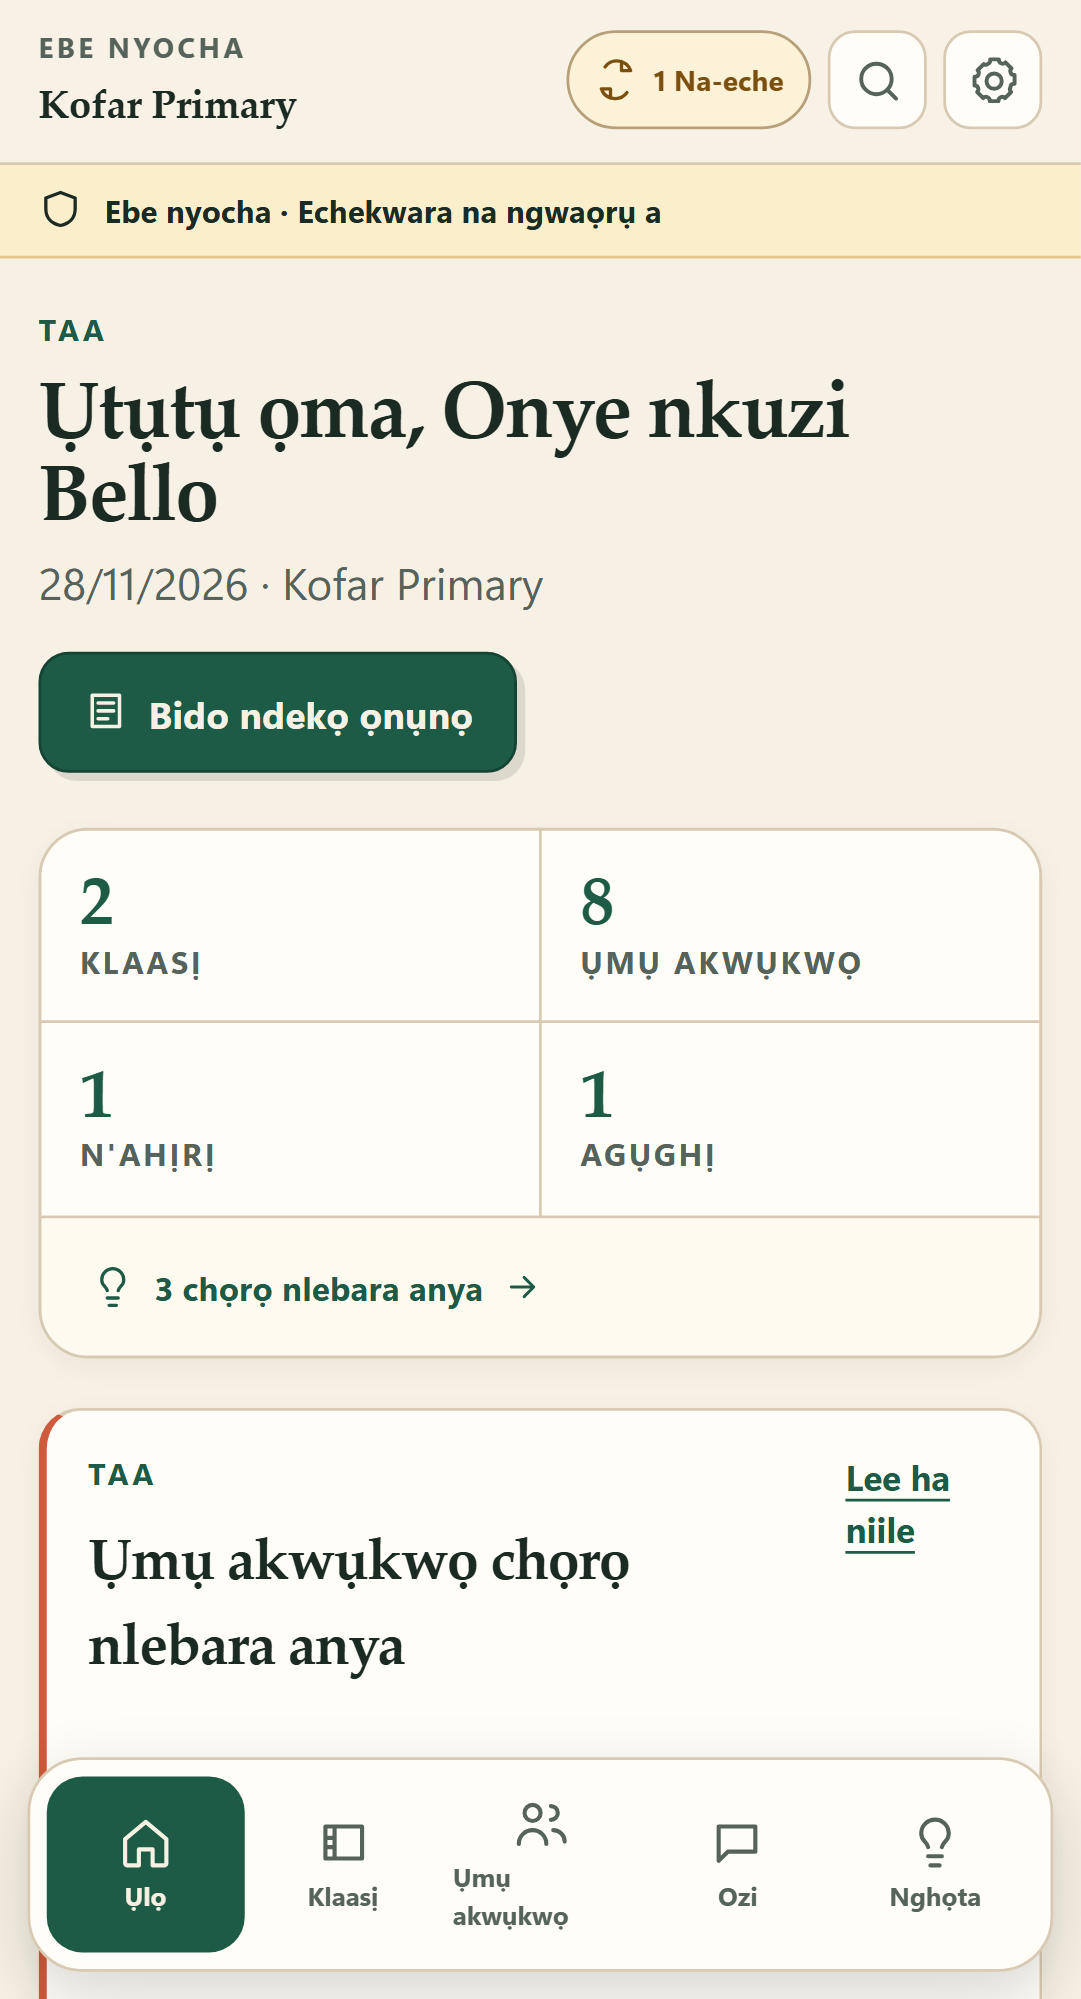 EBE NYOCHA
Kofar Primary
1 Na-eche
Ebe nyocha · Echekwara na ngwaọrụ a
TAA
Ụtụtụ ọma, Onye nkuzi
Bello
28/11/2026 · Kofar Primary
Bido ndekọ ọnụnọ
2
KLAASỊ
8
ỤMỤ AKWỤKWỌ
1
N'AHỊRỊ
1
AGỤGHỊ
3 chọrọ nlebara anya
TAA
Lee ha
niile
Ụmụ akwụkwọ chọrọ
nlebara anya
Ụlọ
Klaasị
Ụmụ
akwụkwọ
Ozi
Nghọta